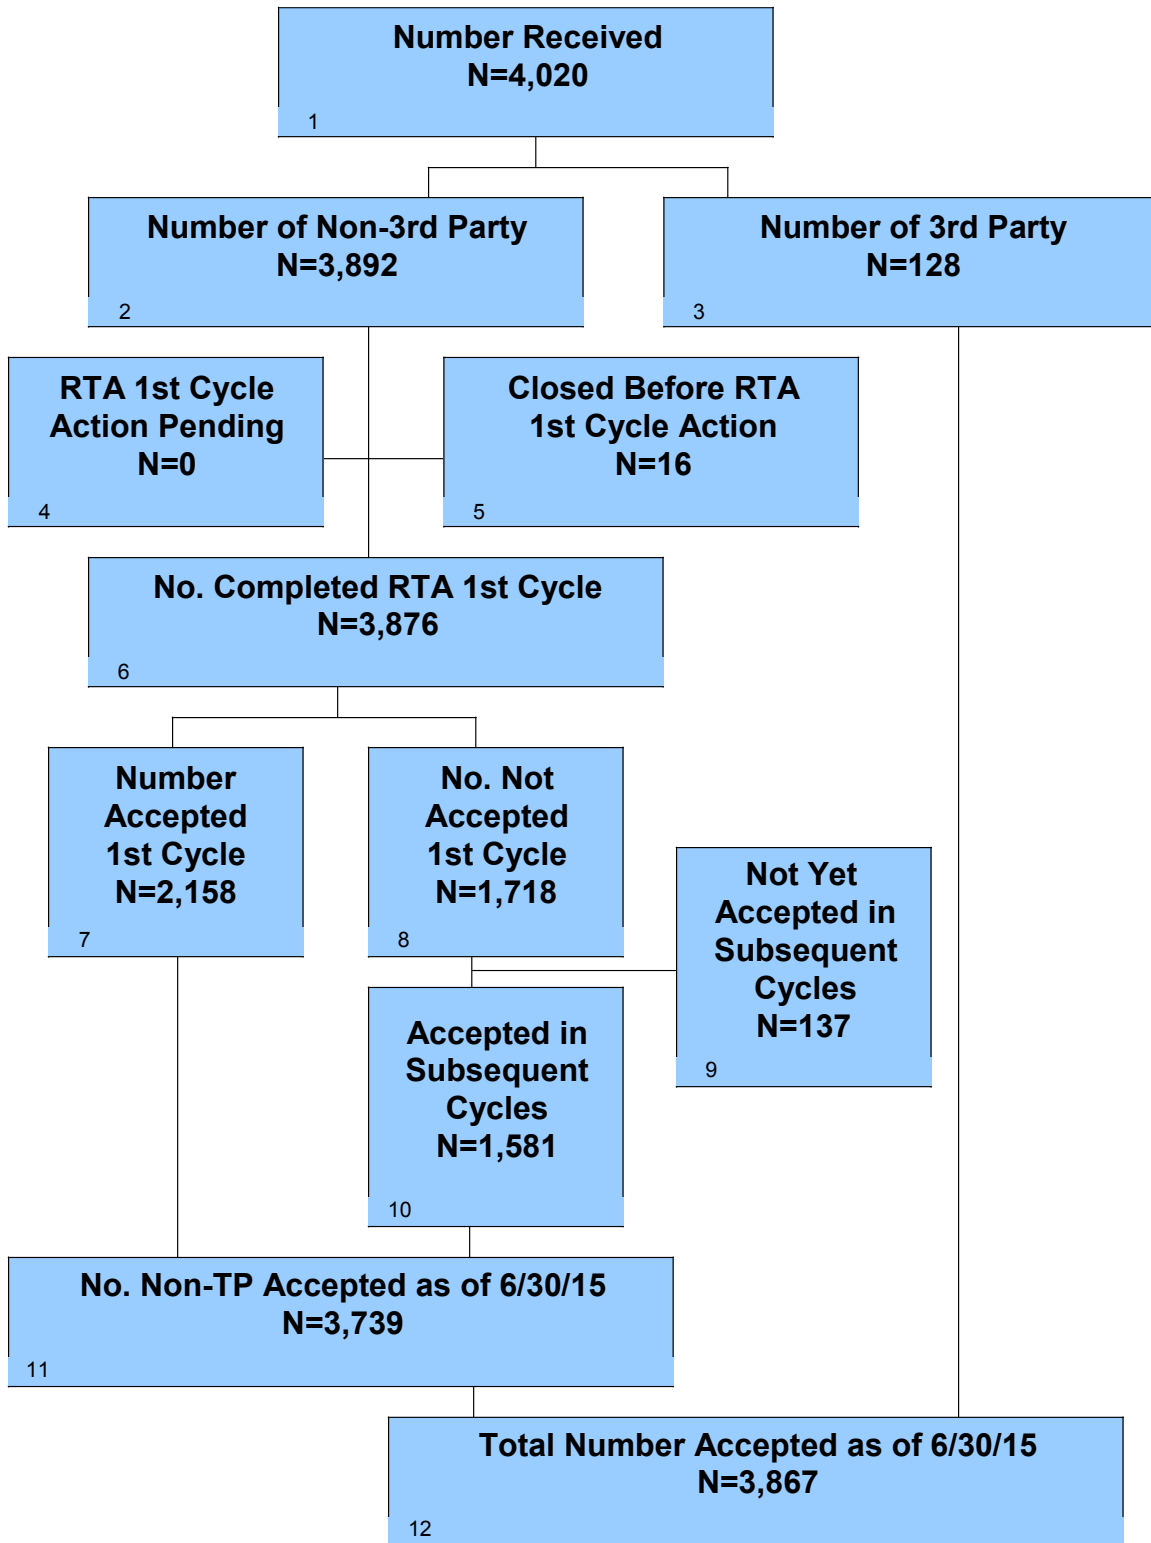 Number Received
N=4,020
1
Number of Non-3rd Party
N=3,892
2
Number of 3rd Party
N=128
3
RTA 1st Cycle
Action Pending
N=0
4
Closed Before RTA
1st Cycle Action
N=16
5
No. Completed RTA 1st Cycle
N=3,876
6
Number
Accepted
1st Cycle
N=2,158
7
No. Not
Accepted
1st Cycle
N=1,718
8
Not Yet
Accepted in
Subsequent
Cycles
N=137
9
Accepted in
Subsequent
Cycles
N=1,581
10
No. Non-TP Accepted as of 6/30/15
N=3,739
11
Total Number Accepted as of 6/30/15
N=3,867
12